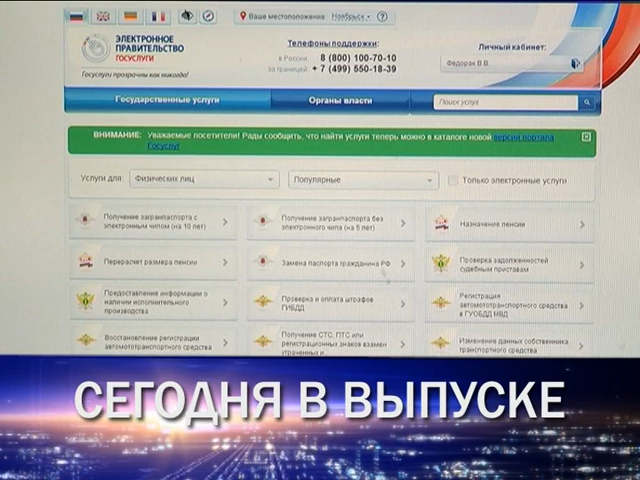 Ваше местоположение: Ноябрьск
ЭЛЕКТРОННОЕ
ПРАВИТЕЛЬСТВО
ГОСУСЛУГИ
Госуслуги прозрачны как никогда!
Телефоны поддержки:
в России: 8 (800) 100-70-10
за границей: + 7 (499) 550-18-39
Личный кабинет:
Федорак В.В.
Государственные услуги
Органы власти
Поиск услуг
ВНИМАНИЕ: Уважаемые посетители! Рады сообщить, что найти услуги теперь можно в каталоге новой версии портала
Госуслуг
Услуги для:
Физических лиц
Популярные
Только электронные услуги
Получение загранпаспорта с
электронным чипом (на 10 лет)
Получение загранпаспорта без
электронного чипа (на 5 лет)
Назначение пенсии
Перерасчет размера пенсии
Замена паспорта гражданина РФ
Проверка задолженностей
судебным приставам
Предоставление информации о
наличии исполнительного
производства
Проверка и оплата штрафов
ГИБДД
Регистрация
автомототранспортного средства
в ГУОБДД МВД
Восстановление регистрации
автомототранспортного средства
Получение СТС, ПТС или
регистрационных знаков взамен
утраченных и
Изменение данных собственника
транспортного средства
СЕГОДНЯ В ВЫПУСКЕ